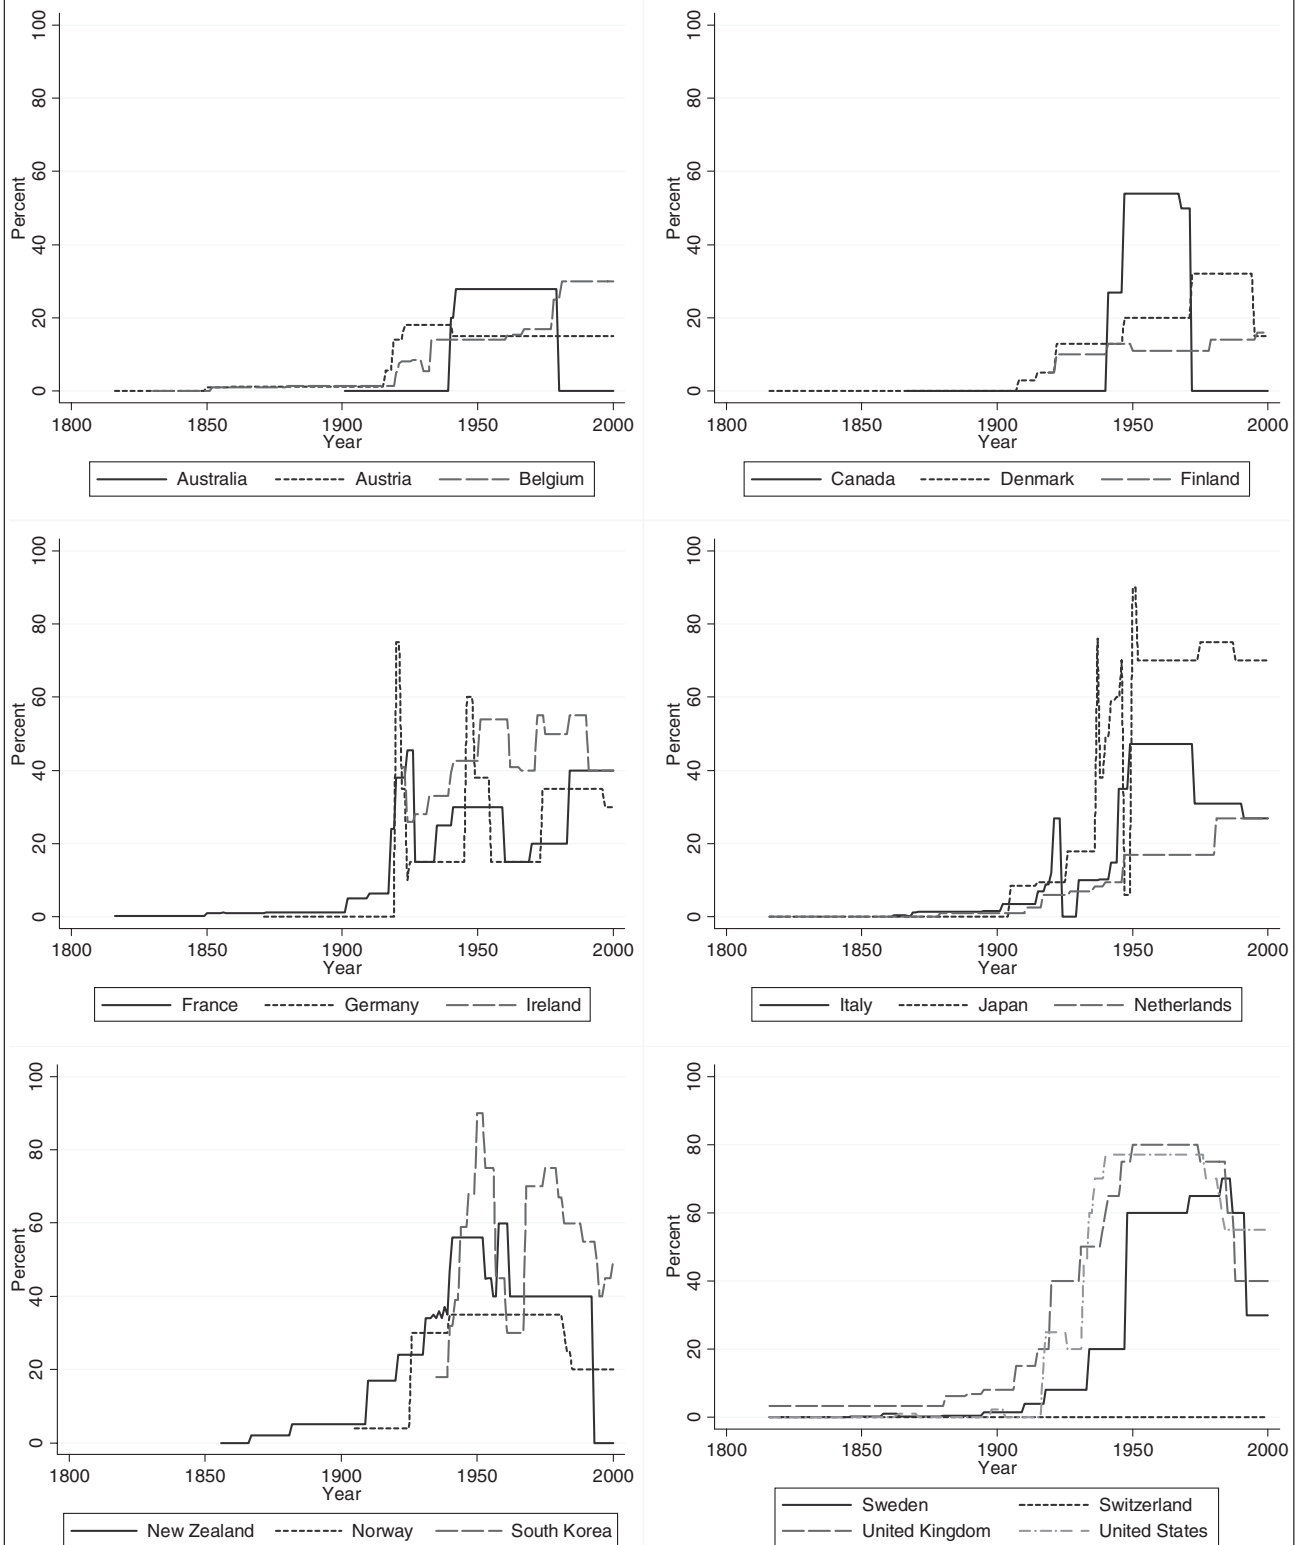 100
80
60
40
20
0
Percent
1800 1850 1900 1950 2000
Year
Australia Austria Belgium
100
80
60
40
20
0
Percent
1800 1850 1900 1950 2000
Year
Canada Denmark Finland
100
80
60
40
20
0
Percent
1800 1850 1900 1950 2000
Year
France Germany Ireland
100
80
60
40
20
0
Percent
1800 1850 1900 1950 2000
Year
Italy Japan Netherlands
100
80
60
40
20
0
Percent
1800 1850 1900 1950 2000
Year
New Zealand Norway South Korea
100
80
60
40
20
0
Percent
1800 1850 1900 1950 2000
Year
Sweden Switzerland
United Kingdom United States